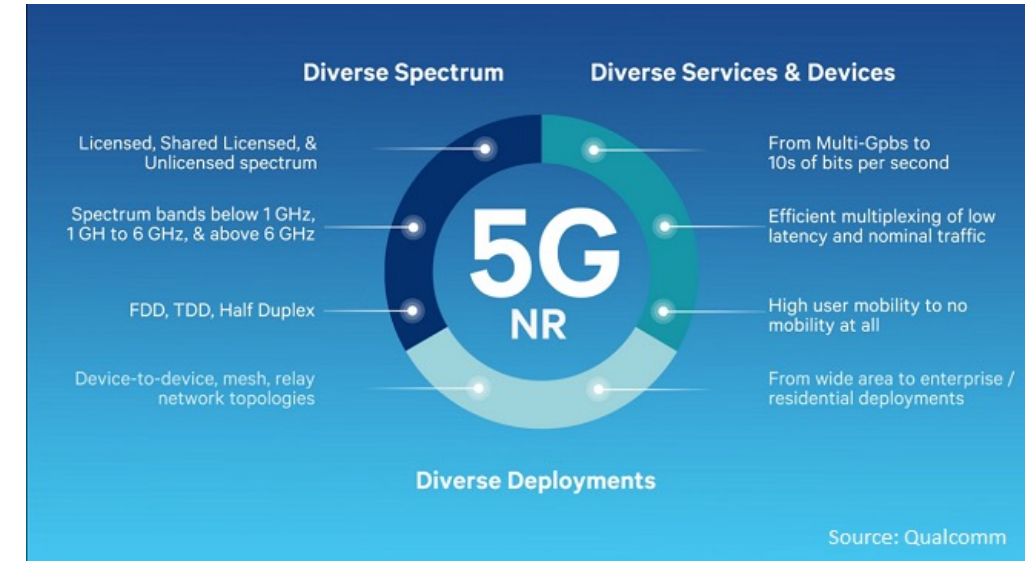 Diverse Spectrum
Diverse Services & Devices
Licensed, Shared Licensed, &
Unlicensed spectrum
Spectrum bands below 1 GHz,
1 GH to 6 GHz, & above 6 GHz
FDD, TDD, Half Duplex
Device-to-device, mesh, relay
network topologies
5G
NR
From Multi-Gpbs to
10s of bits per second
Efficient multiplexing of low
latency and nominal traffic
High user mobility to no
mobility at all
From wide area to enterprise /
residential deployments
Diverse Deployments
Source: Qualcomm